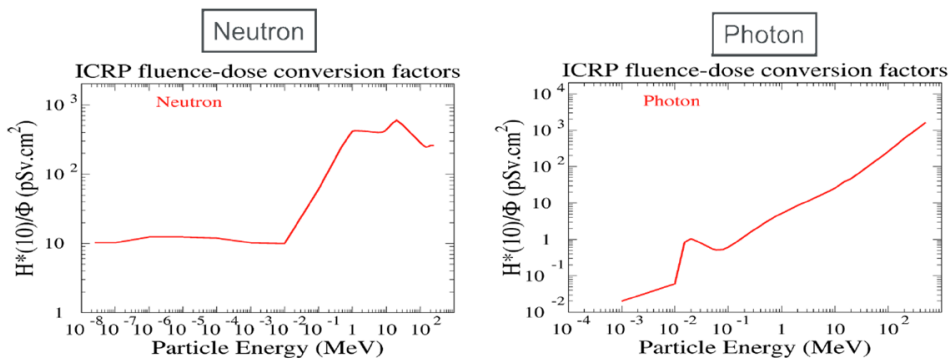 Neutron
ICRP fluence-dose conversion factors
Neutron
H*(10)/Φ (pSv.cm²)
10³
10²
10
1
10⁻⁸ 10⁻⁷ 10⁻⁶ 10⁻⁵ 10⁻⁴ 10⁻³ 10⁻² 10⁻¹ 1 10 10²
Particle Energy (MeV)
Photon
ICRP fluence-dose conversion factors
Photon
H*(10)/Φ (pSv.cm²)
10⁴
10³
10²
10
1
10⁻¹
10⁻²
10⁻⁴ 10⁻³ 10⁻² 10⁻¹ 1 10 10²
Particle Energy (MeV)